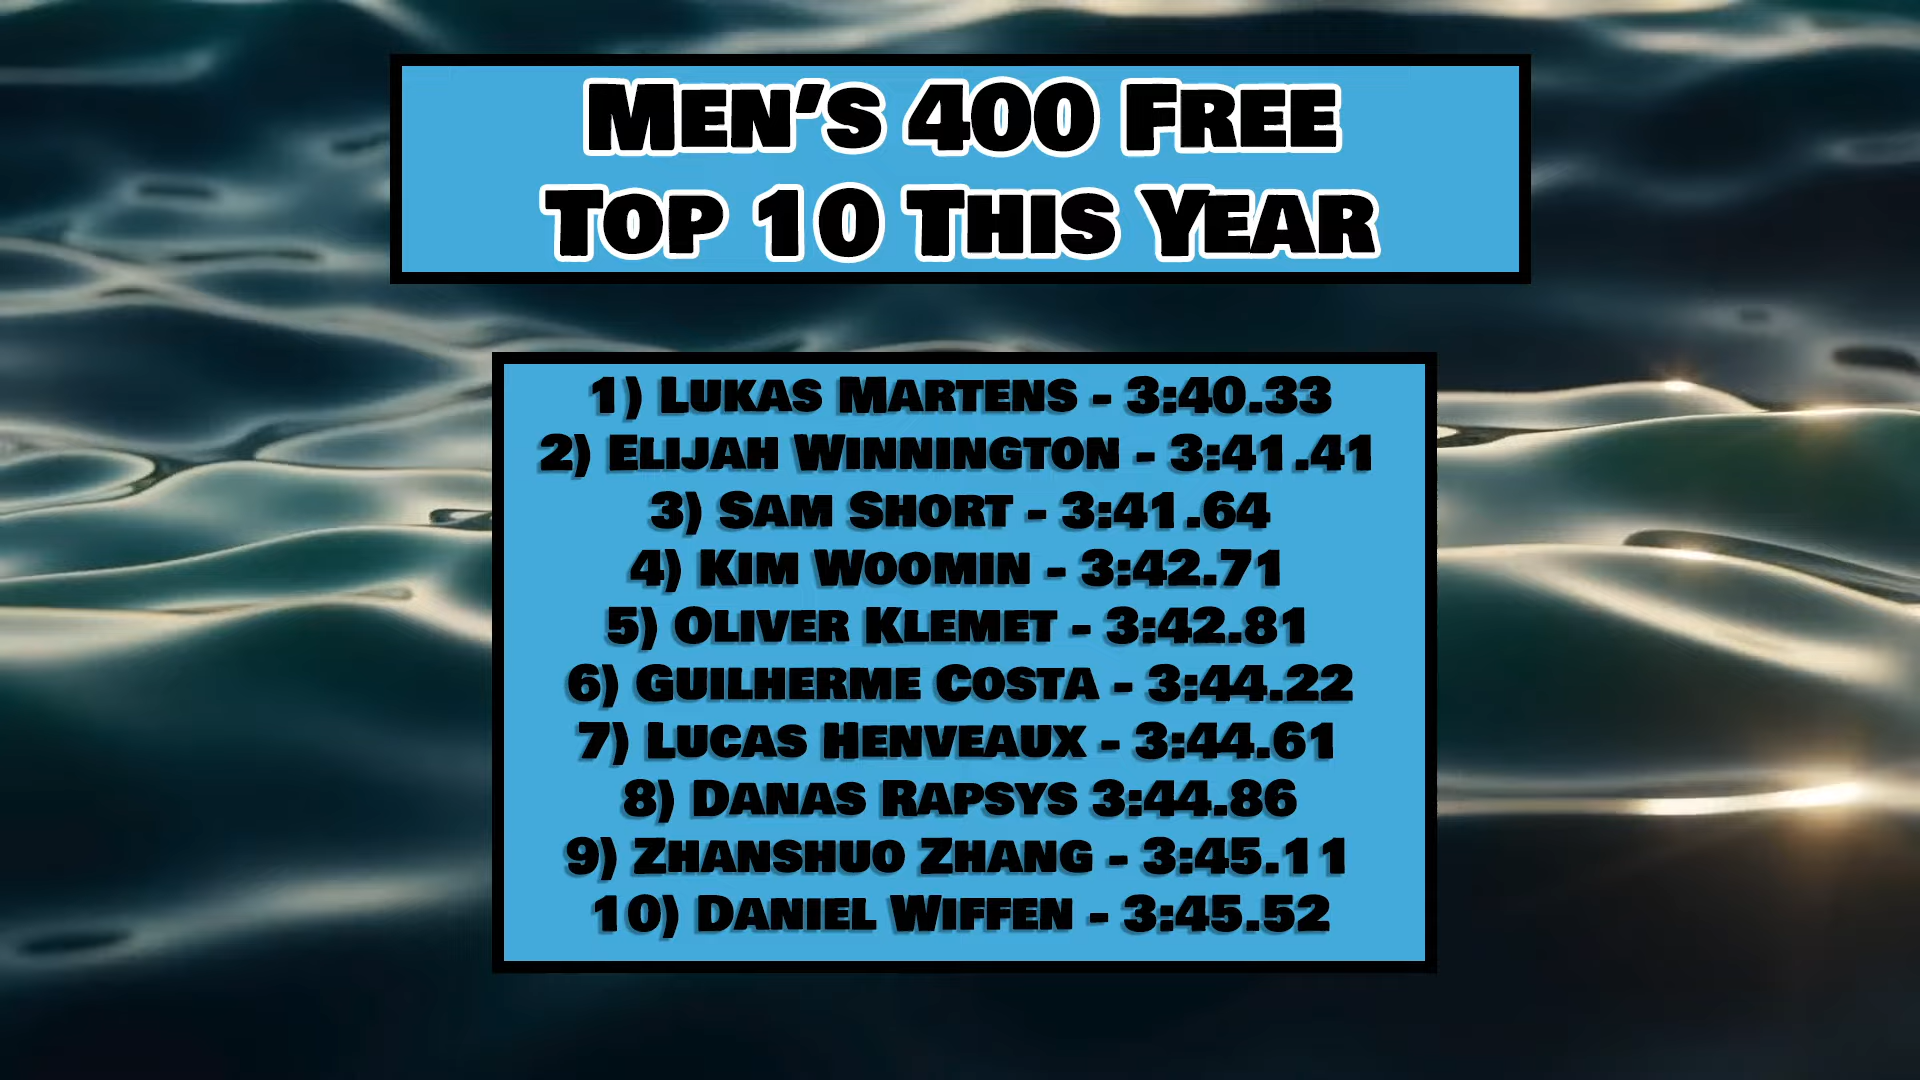 Men's 400 Free
Top 10 This Year
1) Lukas Martens - 3:40.33
2) Elijah Winnington - 3:41.41
3) Sam Short - 3:41.64
4) Kim Woomin - 3:42.71
5) Oliver Klemet - 3:42.81
6) Guilherme Costa - 3:44.22
7) Lucas Henveaux - 3:44.61
8) Danas Rapsys 3:44.86
9) Zhanshuo Zhang - 3:45.11
10) Daniel Wiffen - 3:45.52